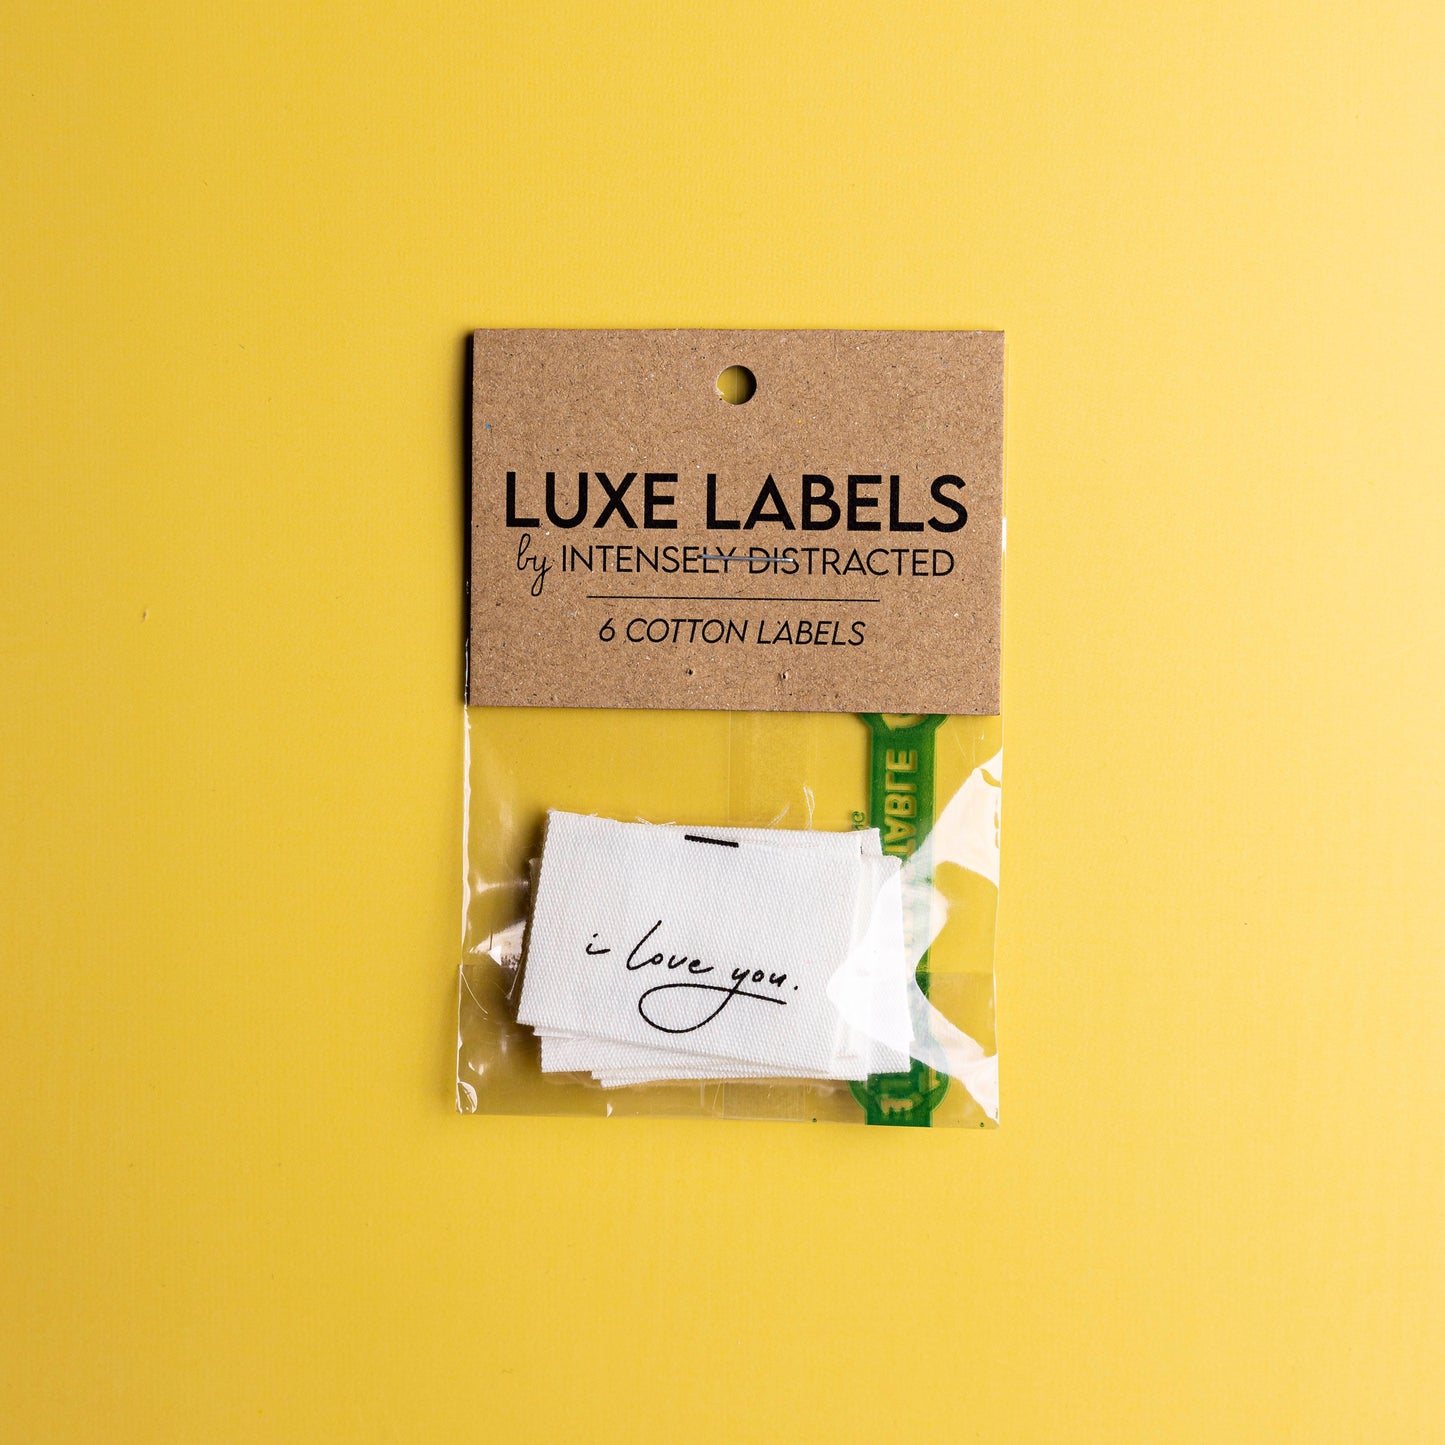 LUXE LABELS
by INTENSELY DISTRACTED
6 COTTON LABELS
i love you.